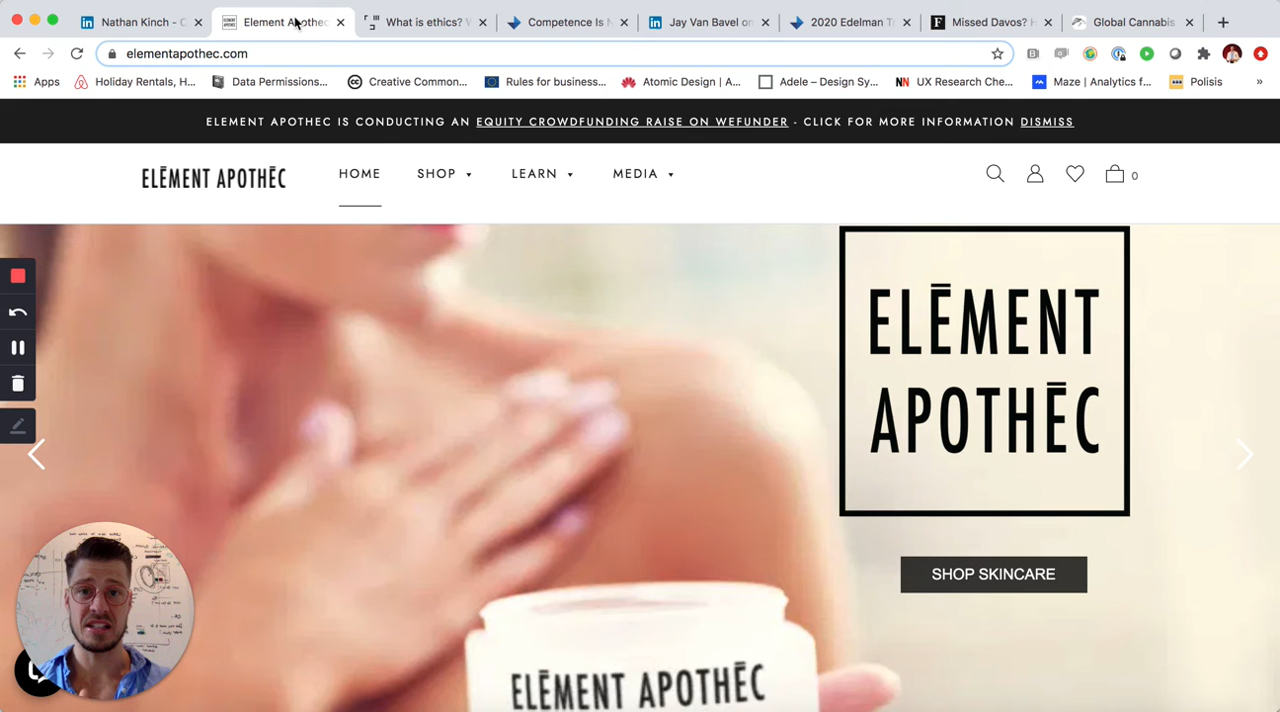 Nathan Kinch - C
Element Apothec
What is ethics? W
Competence Is N
Jay Van Bavel on
2020 Edelman T
Missed Davos? H
Global Cannabis
elementapothec.com
Apps
Holiday Rentals, H...
Data Permissions...
Creative Common...
Rules for business...
Atomic Design | A...
Adele – Design Sy...
UX Research Che...
Maze | Analytics f...
Polisis
»
ELEMENT APOTHEC IS CONDUCTING AN EQUITY CROWDFUNDING RAISE ON WEFUNDER - CLICK FOR MORE INFORMATION DISMISS
ELĒMENT APOTHĒC
HOME
SHOP
LEARN
MEDIA
0
ELĒMENT
APOTHĒC
SHOP SKINCARE
ELĒMENT APOTHĒC